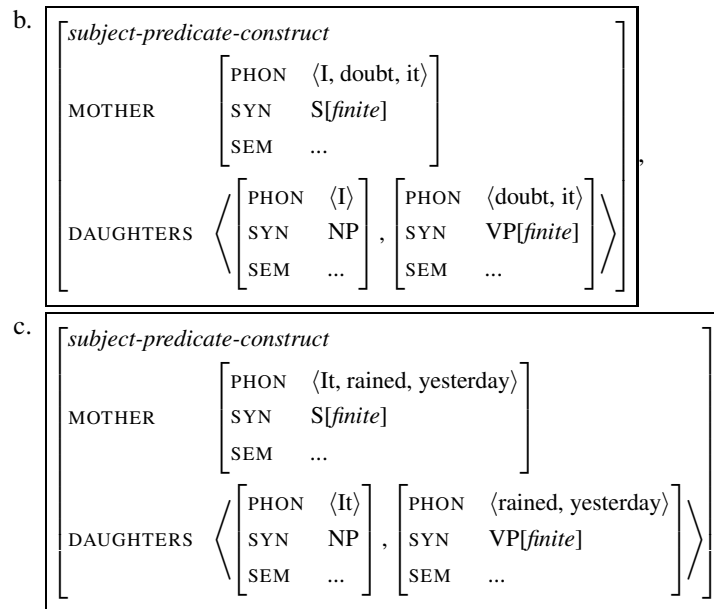 b. subject-predicate-construct
PHON ⟨I, doubt, it⟩
MOTHER SYN S[finite]
SEM ...
,
PHON ⟨I⟩ PHON ⟨doubt, it⟩
DAUGHTERS ⟨ SYN NP , SYN VP[finite] ⟩
SEM ... SEM ...
c. subject-predicate-construct
PHON ⟨It, rained, yesterday⟩
MOTHER SYN S[finite]
SEM ...
PHON ⟨It⟩ PHON ⟨rained, yesterday⟩
DAUGHTERS ⟨ SYN NP , SYN VP[finite] ⟩
SEM ... SEM ...